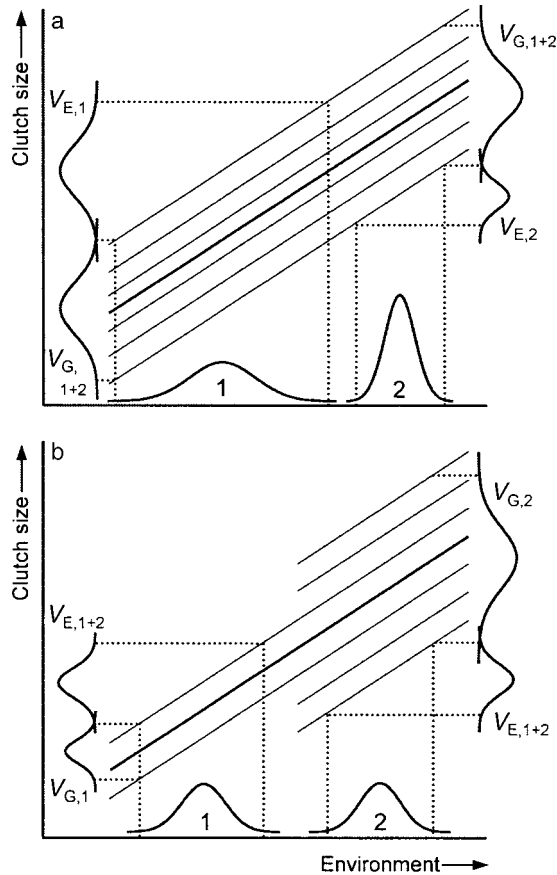 a
Clutch size
V_G,1+2
V_E,1
V_E,2
V_G,
1+2
1
2
b
Clutch size
V_G,2
V_E,1+2
V_E,1+2
V_G,1
1
2
Environment